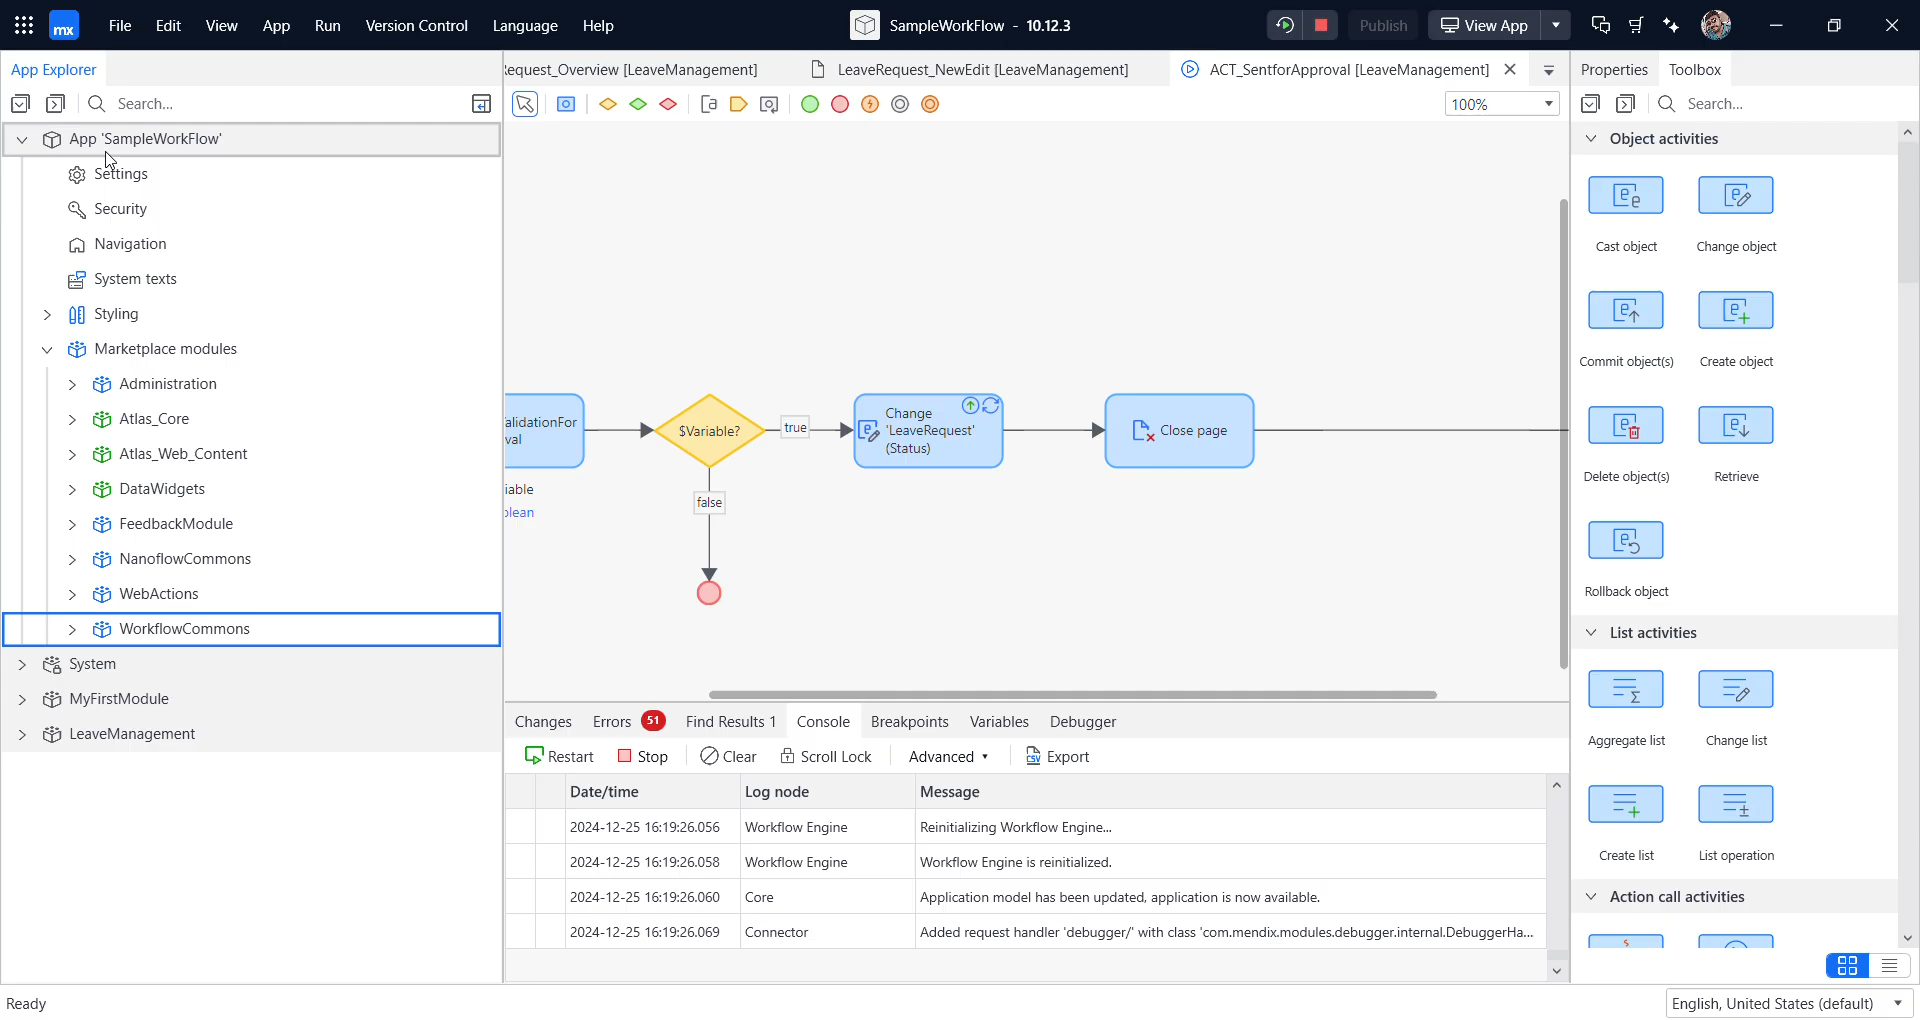 mx File Edit View App Run Version Control Language Help SampleWorkFlow - 10.12.3 Publish View App
App Explorer
Search...
App 'SampleWorkFlow'
Settings
Security
Navigation
System texts
Styling
Marketplace modules
Administration
Atlas_Core
Atlas_Web_Content
DataWidgets
FeedbackModule
NanoflowCommons
WebActions
WorkflowCommons
System
MyFirstModule
LeaveManagement
equest_Overview [LeaveManagement] LeaveRequest_NewEdit [LeaveManagement] ACT_SentforApproval [LeaveManagement]
100%
alidationFor
val
iable
lean
$Variable?
true
false
Change
'LeaveRequest'
(Status)
Close page
Changes Errors 51 Find Results 1 Console Breakpoints Variables Debugger
Restart Stop Clear Scroll Lock Advanced CSV Export
Date/time Log node Message
2024-12-25 16:19:26.056 Workflow Engine Reinitializing Workflow Engine...
2024-12-25 16:19:26.058 Workflow Engine Workflow Engine is reinitialized.
2024-12-25 16:19:26.060 Core Application model has been updated, application is now available.
2024-12-25 16:19:26.069 Connector Added request handler 'debugger/' with class 'com.mendix.modules.debugger.internal.DebuggerHa...
Properties Toolbox
Search...
Object activities
Cast object Change object
Commit object(s) Create object
Delete object(s) Retrieve
Rollback object
List activities
Aggregate list Change list
Create list List operation
Action call activities
Ready
English, United States (default)